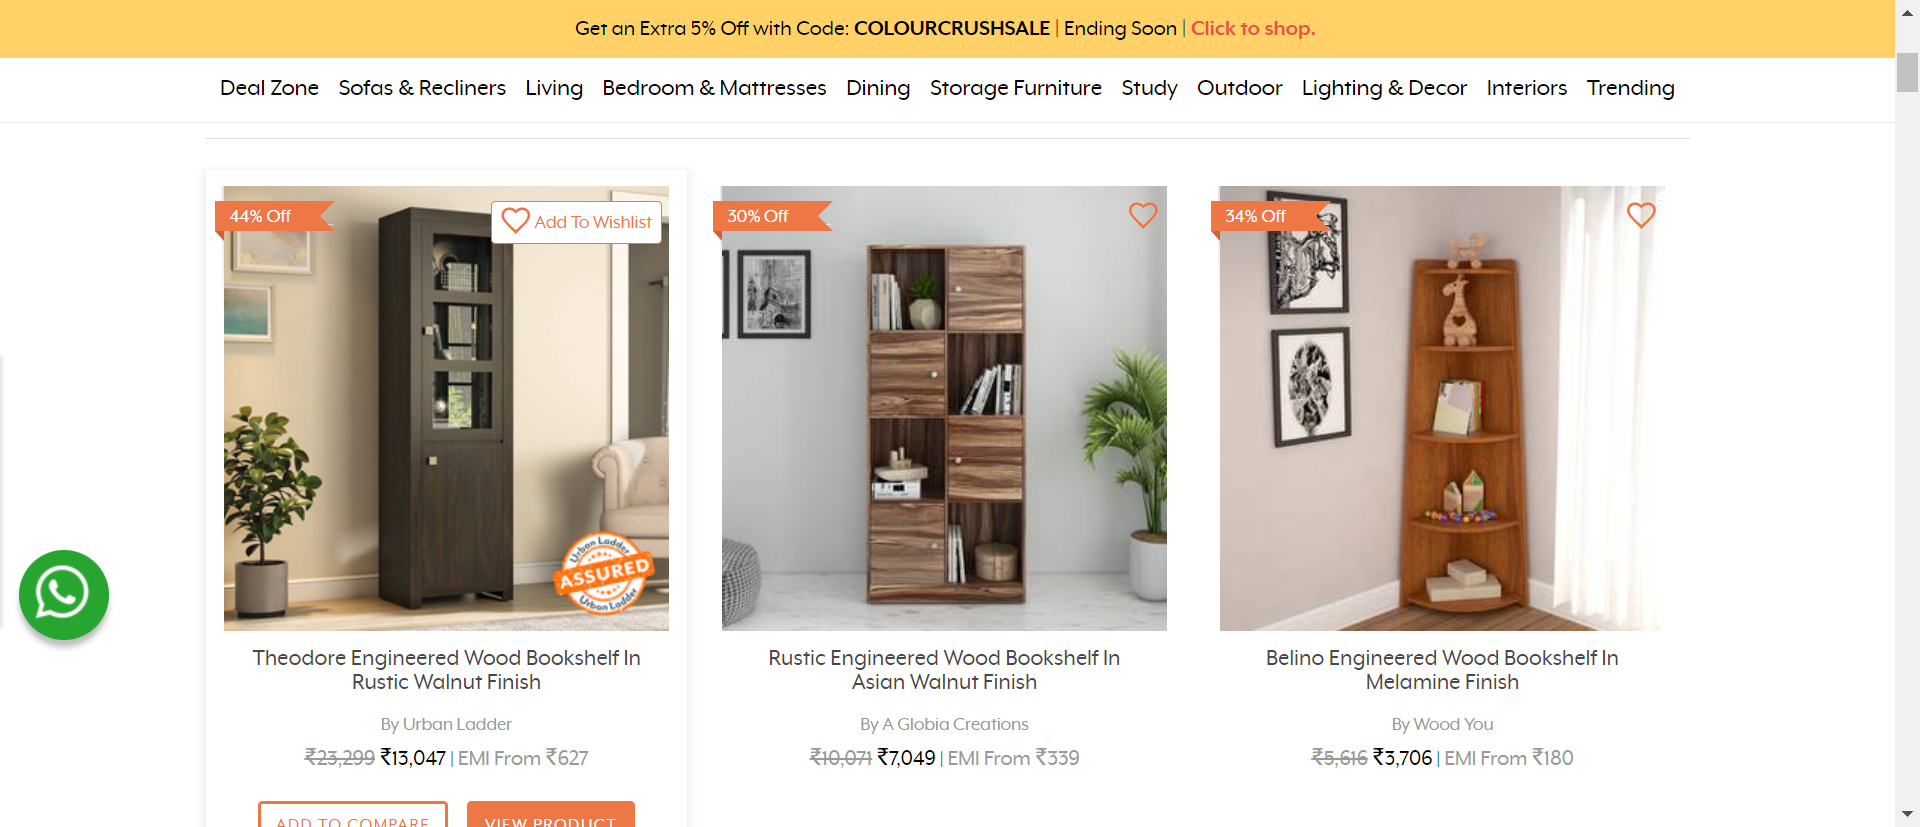 Get an Extra 5% Off with Code: COLOURCRUSHSALE | Ending Soon | Click to shop.
Deal Zone Sofas & Recliners Living Bedroom & Mattresses Dining Storage Furniture Study Outdoor Lighting & Decor Interiors Trending
44% Off
Add To Wishlist
Urban Ladder
ASSURED
Urban Ladder
Theodore Engineered Wood Bookshelf In
Rustic Walnut Finish
By Urban Ladder
₹23,299 ₹13,047 | EMI From ₹627
ADD TO COMPARE
VIEW PRODUCT
30% Off
Rustic Engineered Wood Bookshelf In
Asian Walnut Finish
By A Globia Creations
₹10,071 ₹7,049 | EMI From ₹339
34% Off
Belino Engineered Wood Bookshelf In
Melamine Finish
By Wood You
₹5,616 ₹3,706 | EMI From ₹180